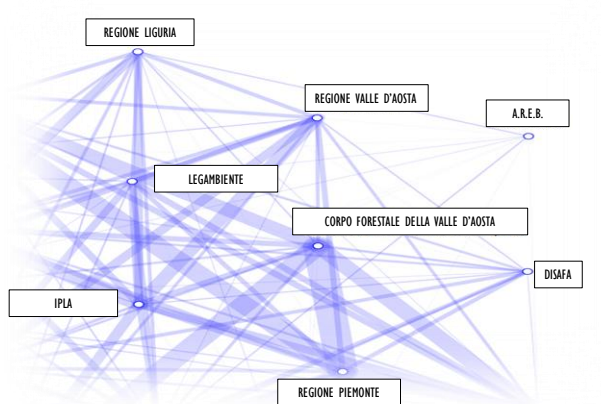 REGIONE LIGURIA
REGIONE VALLE D'AOSTA
A.R.E.B.
LEGAMBIENTE
CORPO FORESTALE DELLA VALLE D'AOSTA
DISAFA
IPLA
REGIONE PIEMONTE